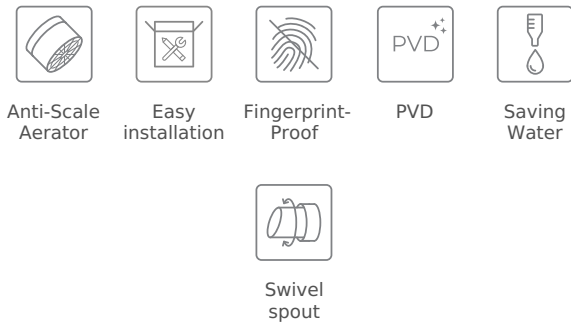 PVD
Anti-Scale
Aerator
Easy
installation
Fingerprint-
Proof
PVD
Saving
Water
Swivel
spout